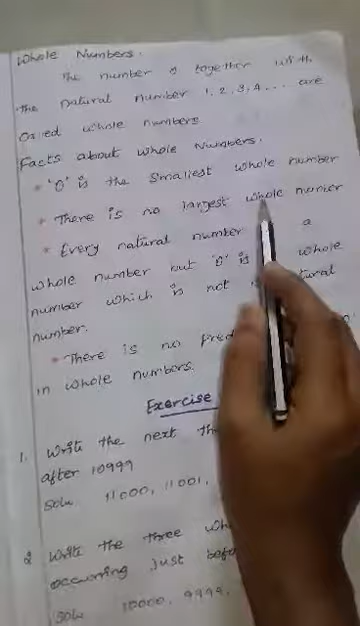 Whole Numbers.
The number 0 together with
the natural number 1, 2, 3, 4... are
called whole numbers
Facts about whole Numbers.
* '0' is the smallest whole number
* There is no largest whole number
* Every natural number a
whole number but '0' is whole
number which is not
number.
* There is no
in whole numbers.
Exercise
1. Write the next
after 10999
Soln 11000, 11001,
2 Write the three
occurring just
Soln 10000, 9999,